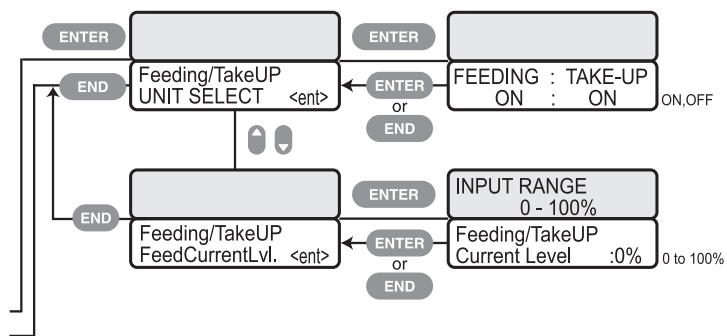 ENTER
ENTER
END
Feeding/TakeUP
UNIT SELECT <ent>
ENTER
or
END
FEEDING : TAKE-UP
ON : ON
ON,OFF
ENTER
INPUT RANGE
0 - 100%
END
Feeding/TakeUP
FeedCurrentLvl. <ent>
ENTER
or
END
Feeding/TakeUP
Current Level :0%
0 to 100%